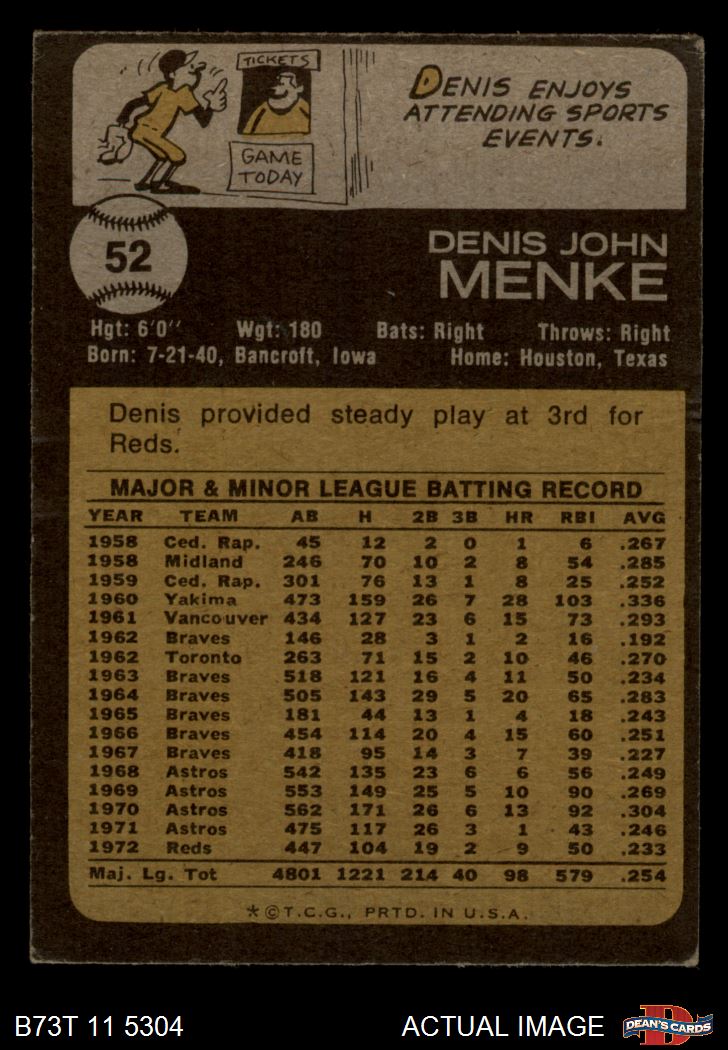 TICKETS
GAME
TODAY
DENIS ENJOYS
ATTENDING SPORTS
EVENTS.
52
DENIS JOHN
MENKE
Hgt: 6'0" Wgt: 180 Bats: Right Throws: Right
Born: 7-21-40, Bancroft, Iowa Home: Houston, Texas
Denis provided steady play at 3rd for
Reds.
MAJOR & MINOR LEAGUE BATTING RECORD
YEAR TEAM AB H 2B 3B HR RBI AVG
1958 Ced. Rap. 45 12 2 0 1 6 .267
1958 Midland 246 70 10 2 8 54 .285
1959 Ced. Rap. 301 76 13 1 8 25 .252
1960 Yakima 473 159 26 7 28 103 .336
1961 Vancouver 434 127 23 6 15 73 .293
1962 Braves 146 28 3 1 2 16 .192
1962 Toronto 263 71 15 2 10 46 .270
1963 Braves 518 121 16 4 11 50 .234
1964 Braves 505 143 29 5 20 65 .283
1965 Braves 181 44 13 1 4 18 .243
1966 Braves 454 114 20 4 15 60 .251
1967 Braves 418 95 14 3 7 39 .227
1968 Astros 542 135 23 6 6 56 .249
1969 Astros 553 149 25 5 10 90 .269
1970 Astros 562 171 26 6 13 92 .304
1971 Astros 475 117 26 3 1 43 .246
1972 Reds 447 104 19 2 9 50 .233
Maj. Lg. Tot 4801 1221 214 40 98 579 .254
*©T.C.G., PRTD. IN U.S.A.
B73T 11 5304 ACTUAL IMAGE
DEAN'S CARDS